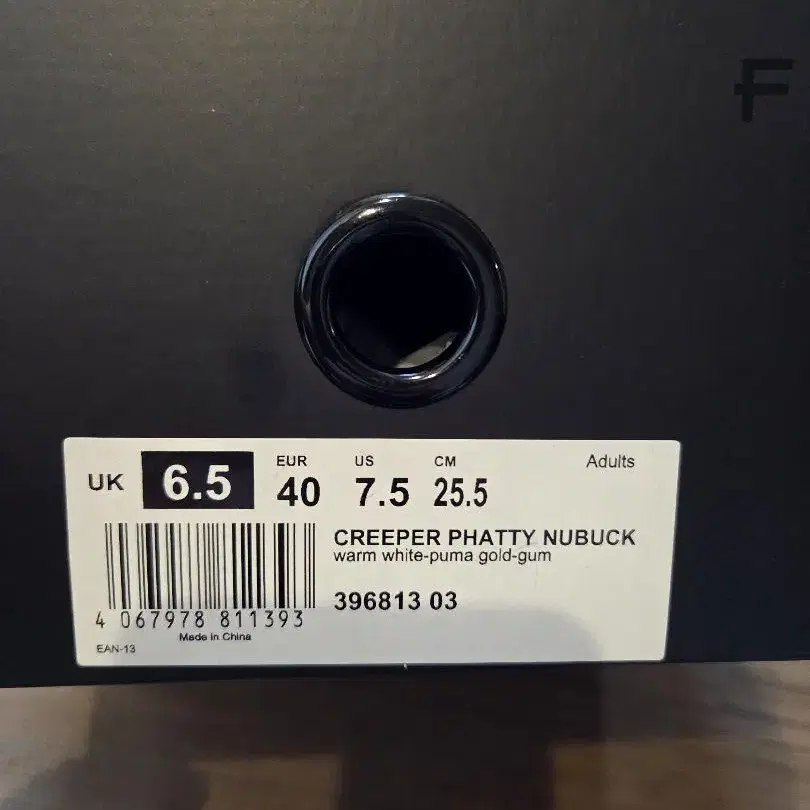 F
UK 6.5 EUR 40 US 7.5 CM 25.5 Adults
CREEPER PHATTY NUBUCK
warm white-puma gold-gum
396813 03
4 067978 811393
Made in China
EAN-13